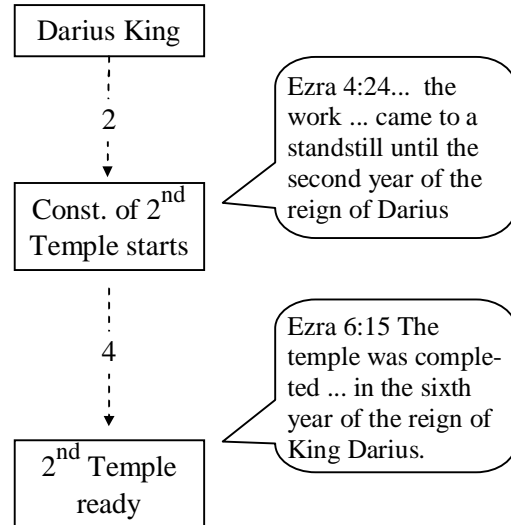 Darius King
2
Ezra 4:24... the
work ... came to a
standstill until the
second year of the
reign of Darius
Const. of 2nd
Temple starts
4
Ezra 6:15 The
temple was comple-
ted ... in the sixth
year of the reign of
King Darius.
2nd Temple
ready